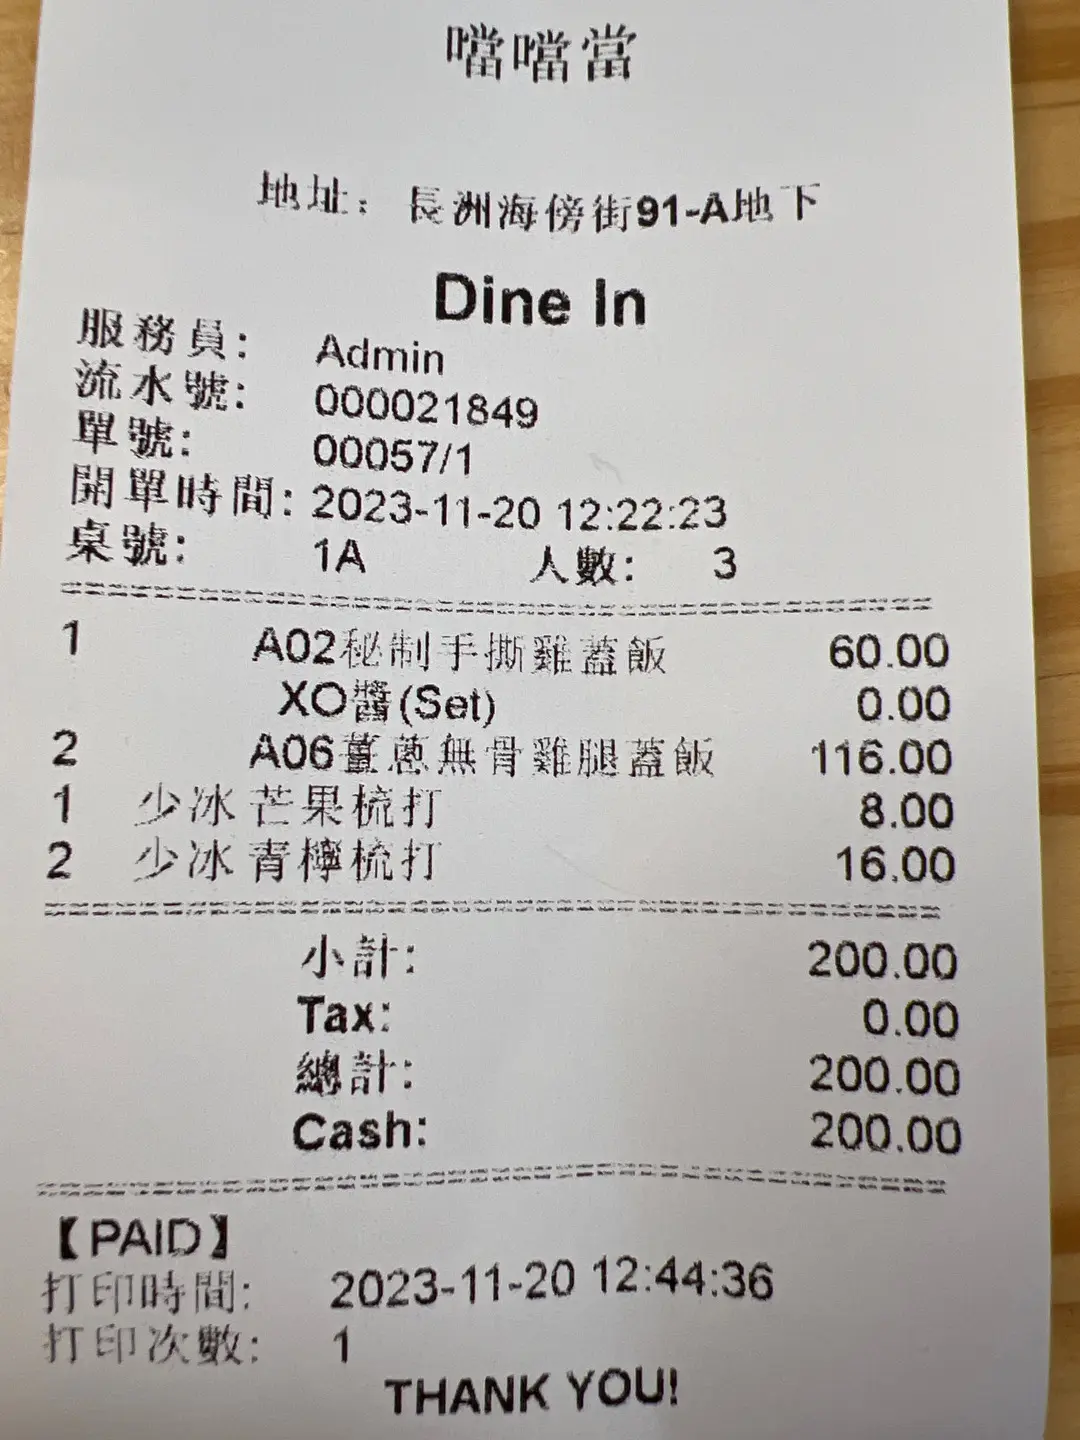 噹噹當
地址：長洲海傍街91-A地下
Dine In
服務員: Admin
流水號: 000021849
單號: 00057/1
開單時間: 2023-11-20 12:22:23
桌號: 1A 人數: 3
1 A02秘制手撕雞蓋飯 60.00
XO醬(Set) 0.00
2 A06薑蔥無骨雞腿蓋飯 116.00
1 少冰 芒果梳打 8.00
2 少冰 青檸梳打 16.00
小計: 200.00
Tax: 0.00
總計: 200.00
Cash: 200.00
【PAID】
打印時間: 2023-11-20 12:44:36
打印次數: 1
THANK YOU!